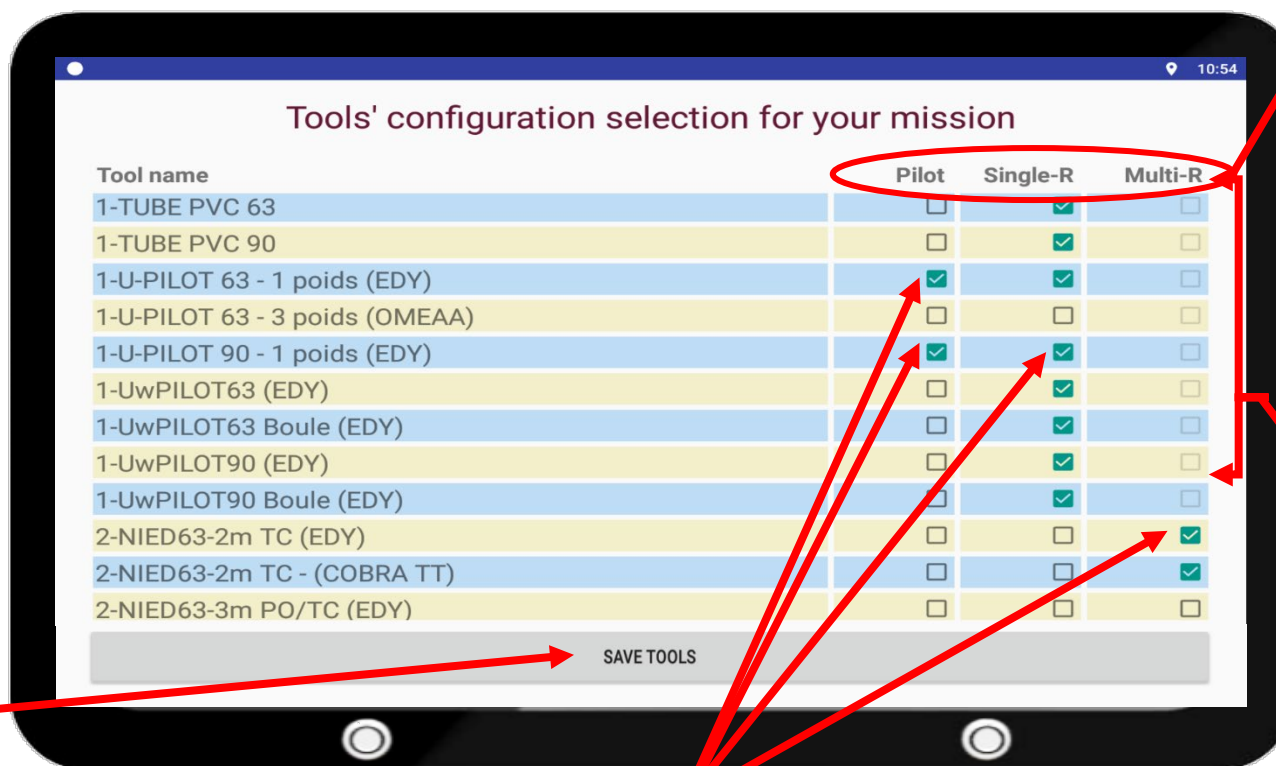 10:54
Tools' configuration selection for your mission
Tool name Pilot Single-R Multi-R
1-TUBE PVC 63
1-TUBE PVC 90
1-U-PILOT 63 - 1 poids (EDY)
1-U-PILOT 63 - 3 poids (OMEAA)
1-U-PILOT 90 - 1 poids (EDY)
1-UwPILOT63 (EDY)
1-UwPILOT63 Boule (EDY)
1-UwPILOT90 (EDY)
1-UwPILOT90 Boule (EDY)
2-NIED63-2m TC (EDY)
2-NIED63-2m TC - (COBRA TT)
2-NIED63-3m PO/TC (EDY)
SAVE TOOLS